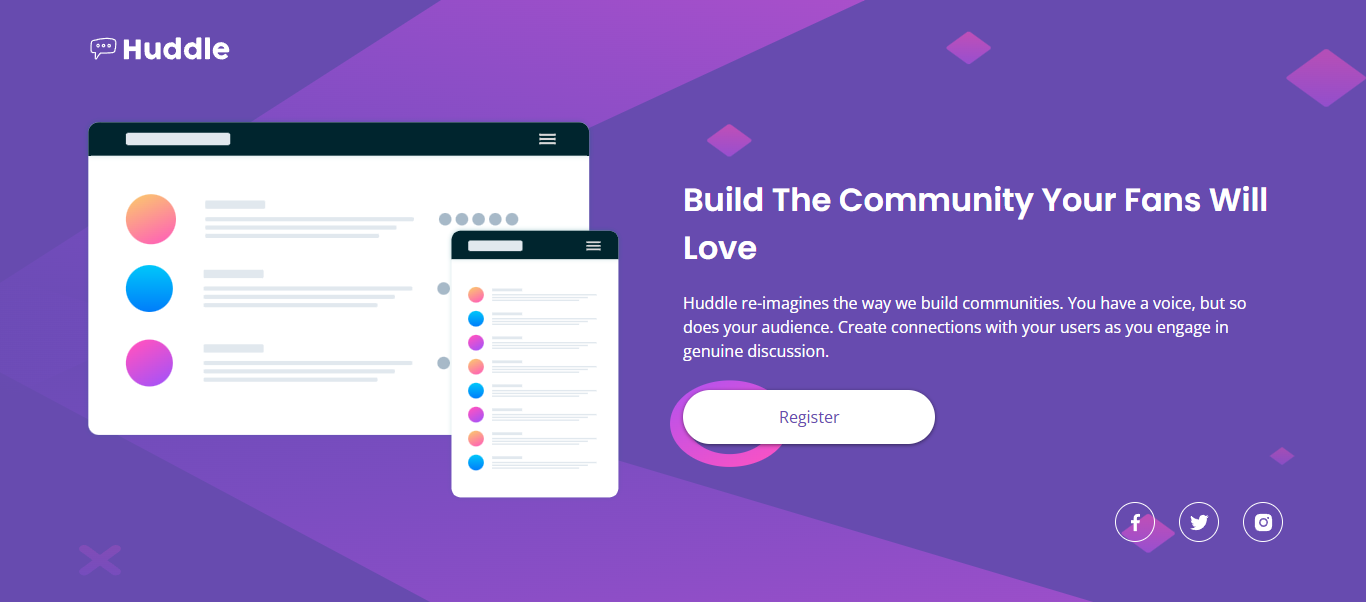 Huddle
Build The Community Your Fans Will
Love
Huddle re-imagines the way we build communities. You have a voice, but so
does your audience. Create connections with your users as you engage in
genuine discussion.
Register